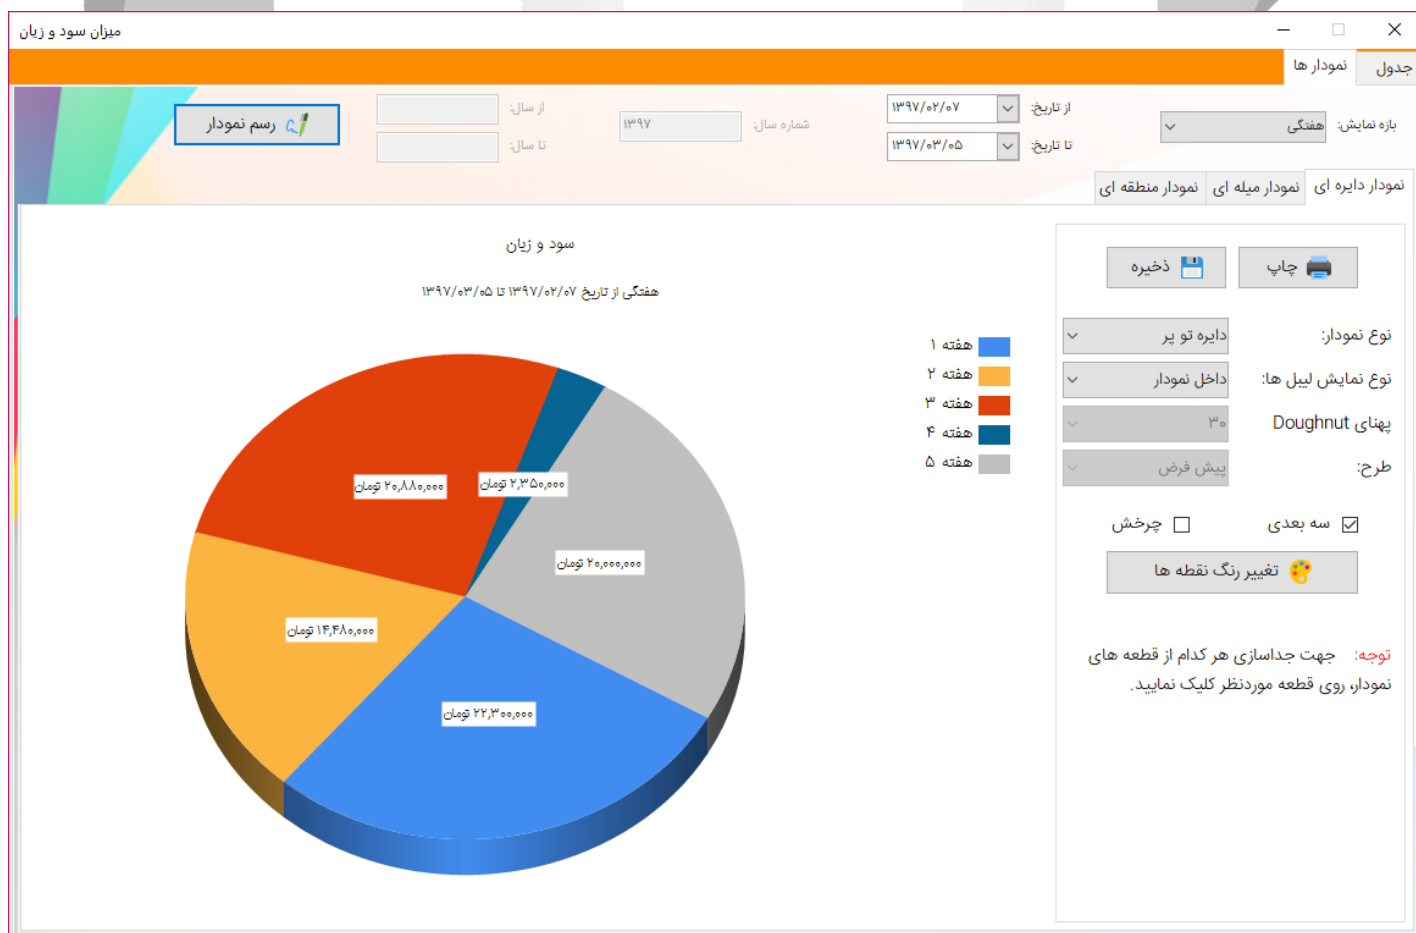 میزان سود و زیان
جدول
نمودار ها
بازه نمایش:
هفتگی
از تاریخ:
۱۳۹۷/۰۲/۰۷
تا تاریخ:
۱۳۹۷/۰۳/۰۵
شماره سال:
۱۳۹۷
از سال:
تا سال:
رسم نمودار
نمودار دایره ای
نمودار میله ای
نمودار منطقه ای
چاپ
ذخیره
نوع نمودار:
دایره تو پر
نوع نمایش لیبل ها:
داخل نمودار
پهنای Doughnut
۳۰
طرح:
پیش فرض
سه بعدی
چرخش
تغییر رنگ نقطه ها
توجه: جهت جداسازی هر کدام از قطعه های
نمودار، روی قطعه موردنظر کلیک نمایید.
سود و زیان
هفتگی از تاریخ ۱۳۹۷/۰۲/۰۷ تا ۱۳۹۷/۰۳/۰۵
هفته ۱
هفته ۲
هفته ۳
هفته ۴
هفته ۵
۲۰,۸۸۰,۰۰۰ تومان
۲,۳۵۰,۰۰۰ تومان
۲۰,۰۰۰,۰۰۰ تومان
۱۴,۴۸۰,۰۰۰ تومان
۲۲,۳۰۰,۰۰۰ تومان